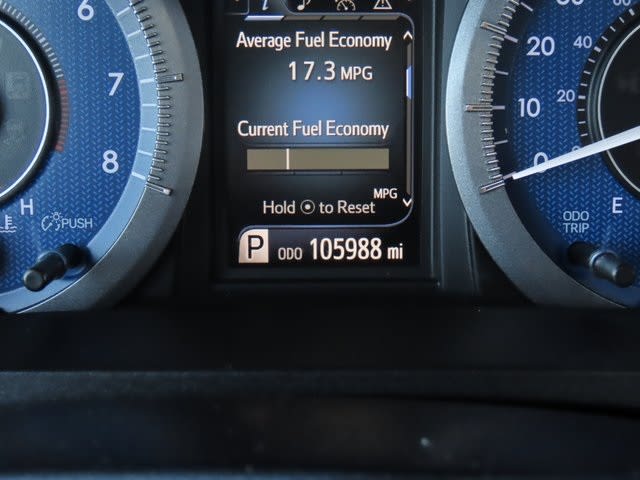 6
7
8
H
PUSH
i
Average Fuel Economy
17.3 MPG
Current Fuel Economy
MPG
Hold to Reset
P ODO 105988 mi
20
10
0
40
20
E
ODO
TRIP